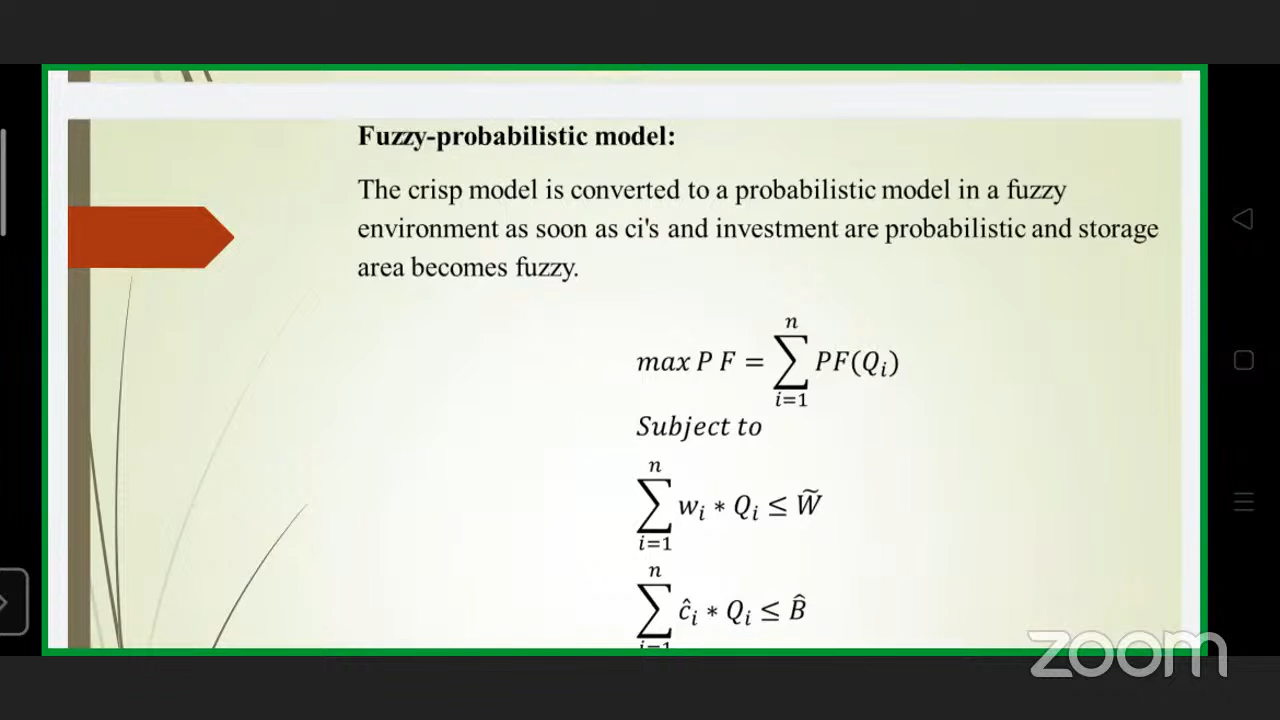 Fuzzy-probabilistic model:
The crisp model is converted to a probabilistic model in a fuzzy
environment as soon as ci's and investment are probabilistic and storage
area becomes fuzzy.
max P F = ∑_{i=1}^{n} PF(Q_i)
Subject to
∑_{i=1}^{n} w_i * Q_i ≤ W̃
∑_{i=1}^{n} ĉ_i * Q_i ≤ B̂
zoom